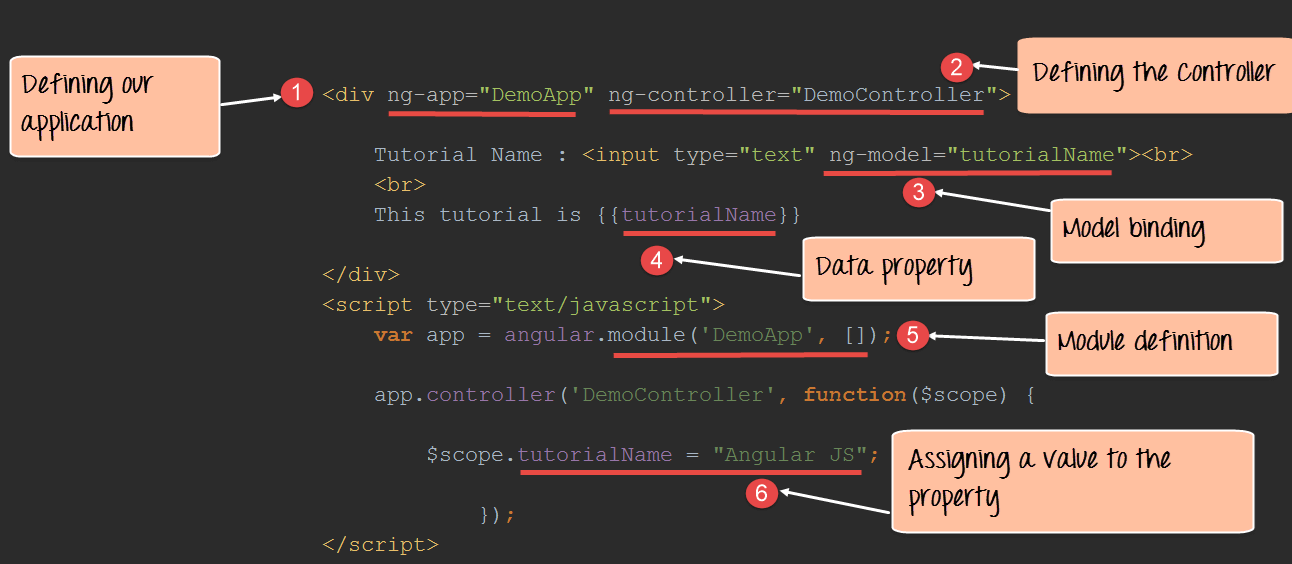 Defining our
application
1
2
Defining the Controller
<div ng-app="DemoApp" ng-controller="DemoController">
Tutorial Name : <input type="text" ng-model="tutorialName"><br>
<br>
3
This tutorial is {{tutorialName}}
Model binding
4
Data property
</div>
<script type="text/javascript">
var app = angular.module('DemoApp', []);
5
Module definition
app.controller('DemoController', function($scope) {
$scope.tutorialName = "Angular JS";
Assigning a value to the
property
6
});
</script>